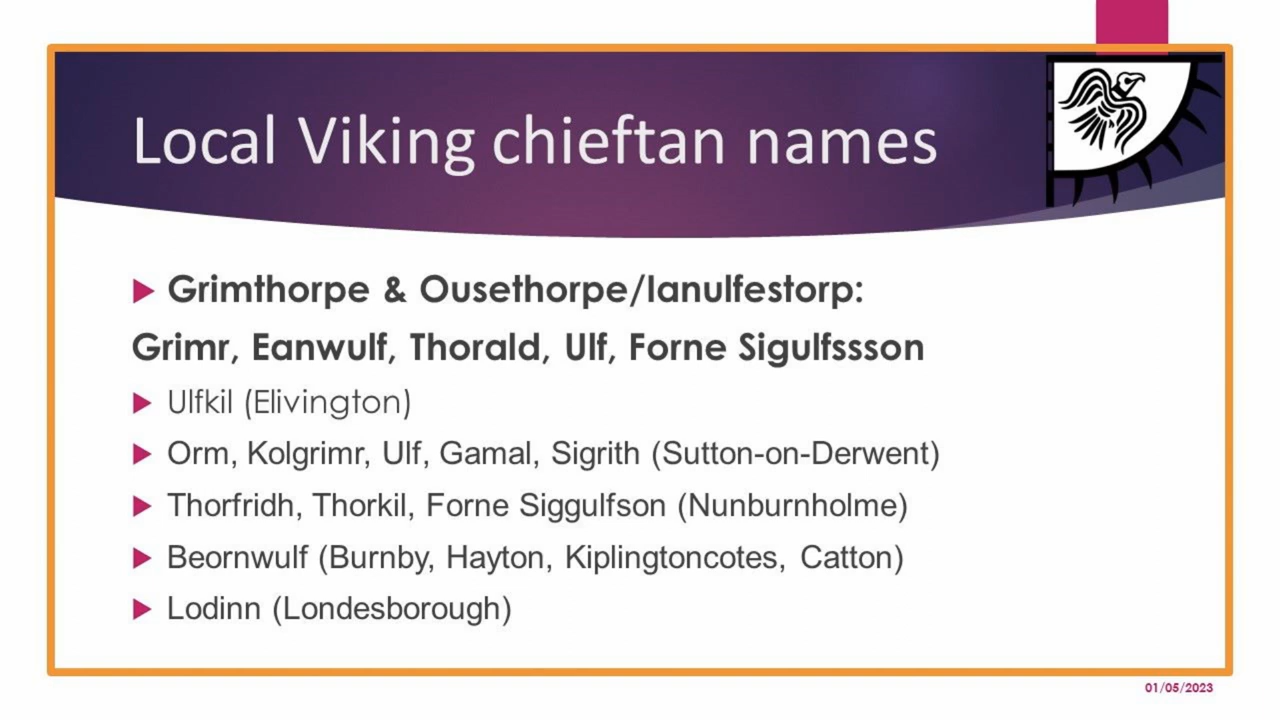 Local Viking chieftan names
Grimthorpe & Ousethorpe/Ianulfestorp:
Grimr, Eanwulf, Thorald, Ulf, Forne Sigulfssson
Ulfkil (Elivington)
Orm, Kolgrimr, Ulf, Gamal, Sigrith (Sutton-on-Derwent)
Thorfridh, Thorkil, Forne Siggulfson (Nunburnholme)
Beornwulf (Burnby, Hayton, Kiplingtoncotes, Catton)
Lodinn (Londesborough)
01/05/2023